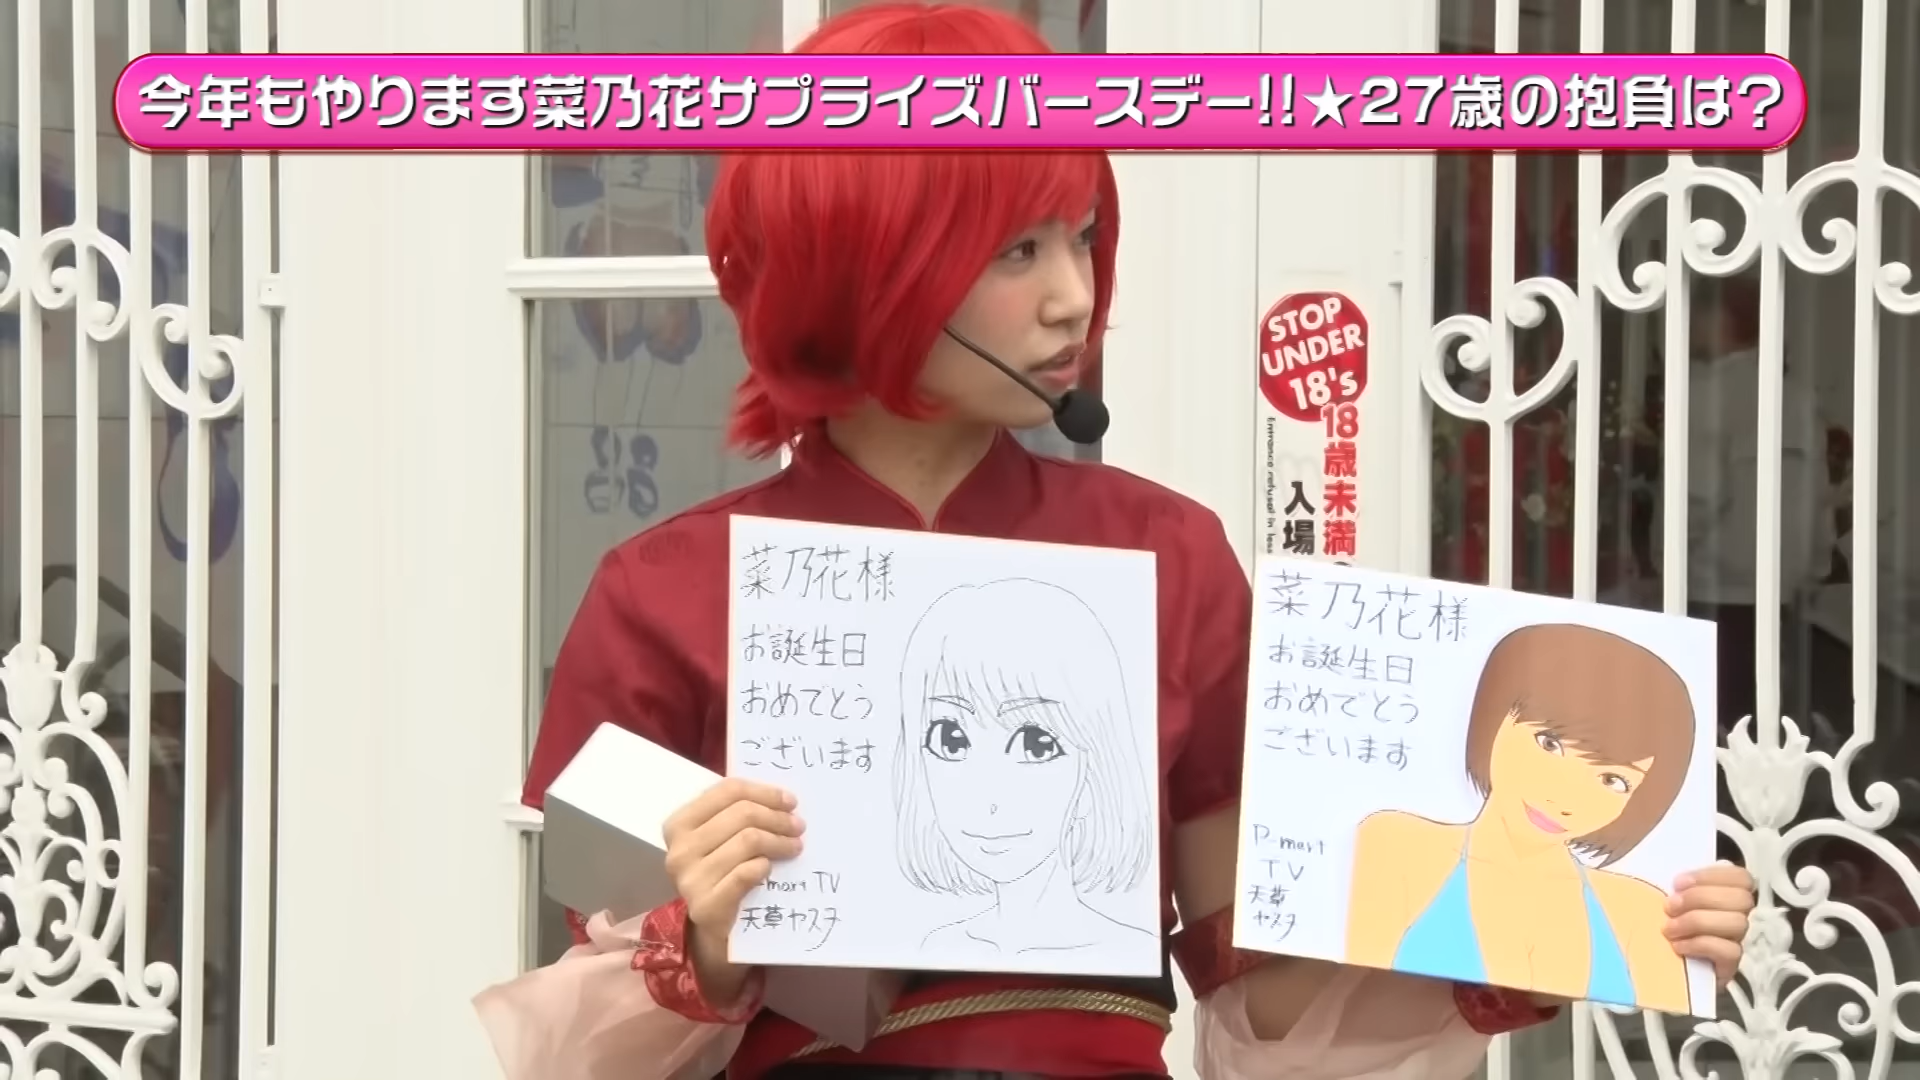 今年もやります菜乃花サプライズバースデー!!★27歳の抱負は?
STOP
UNDER
18's
18歳未満
入場
Entrance refusal in less
菜乃花様
お誕生日
おめでとう
ございます
-mart TV
天草ヤスヲ
菜乃花様
お誕生日
おめでとう
ございます
P-mart
TV
天草
ヤスヲ